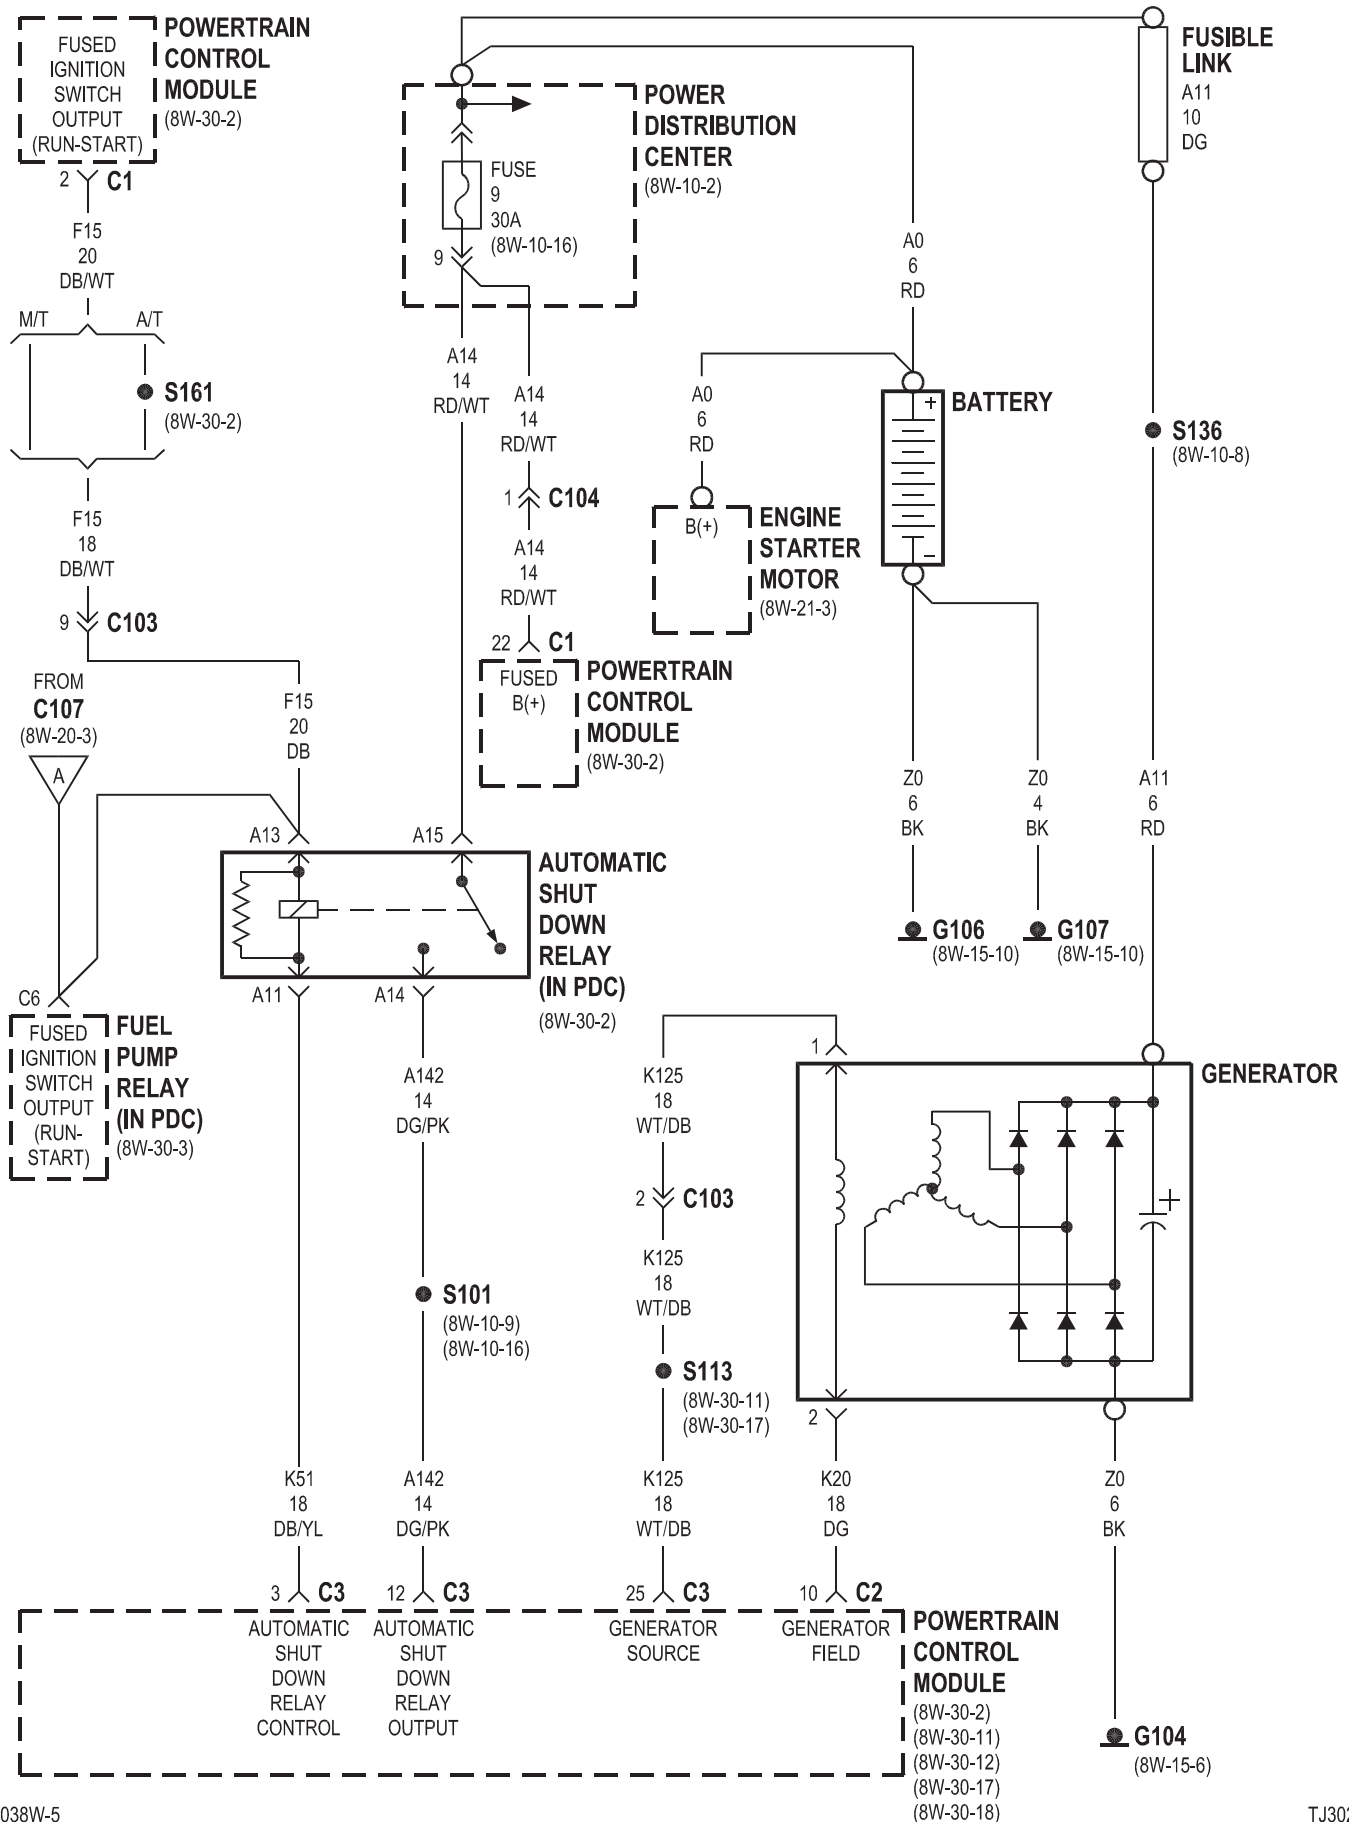 POWERTRAIN
CONTROL
MODULE
(8W-30-2)
FUSED
IGNITION
SWITCH
OUTPUT
(RUN-START)
2
C1
F15
20
DB/WT
M/T
A/T
S161
(8W-30-2)
F15
18
DB/WT
9
C103
FROM
C107
(8W-20-3)
A
F15
20
DB
POWER
DISTRIBUTION
CENTER
(8W-10-2)
FUSE
9
30A
(8W-10-16)
9
A14
14
RD/WT
A14
14
RD/WT
1
C104
A14
14
RD/WT
22
C1
FUSED
B(+)
POWERTRAIN
CONTROL
MODULE
(8W-30-2)
FUSIBLE
LINK
A11
10
DG
A0
6
RD
A0
6
RD
B(+)
ENGINE
STARTER
MOTOR
(8W-21-3)
+
BATTERY
–
S136
(8W-10-8)
Z0
6
BK
Z0
4
BK
A11
6
RD
G106
(8W-15-10)
G107
(8W-15-10)
A13
A15
AUTOMATIC
SHUT
DOWN
RELAY
(IN PDC)
(8W-30-2)
A11
A14
C6
FUSED
IGNITION
SWITCH
OUTPUT
(RUN-
START)
FUEL
PUMP
RELAY
(IN PDC)
(8W-30-3)
A142
14
DG/PK
S101
(8W-10-9)
(8W-10-16)
K125
18
WT/DB
2
C103
K125
18
WT/DB
S113
(8W-30-11)
(8W-30-17)
1
GENERATOR
+
2
K51
18
DB/YL
A142
14
DG/PK
K125
18
WT/DB
K20
18
DG
Z0
6
BK
3
C3
12
C3
25
C3
10
C2
AUTOMATIC
SHUT
DOWN
RELAY
CONTROL
AUTOMATIC
SHUT
DOWN
RELAY
OUTPUT
GENERATOR
SOURCE
GENERATOR
FIELD
POWERTRAIN
CONTROL
MODULE
(8W-30-2)
(8W-30-11)
(8W-30-12)
(8W-30-17)
(8W-30-18)
G104
(8W-15-6)
038W-5
TJ302